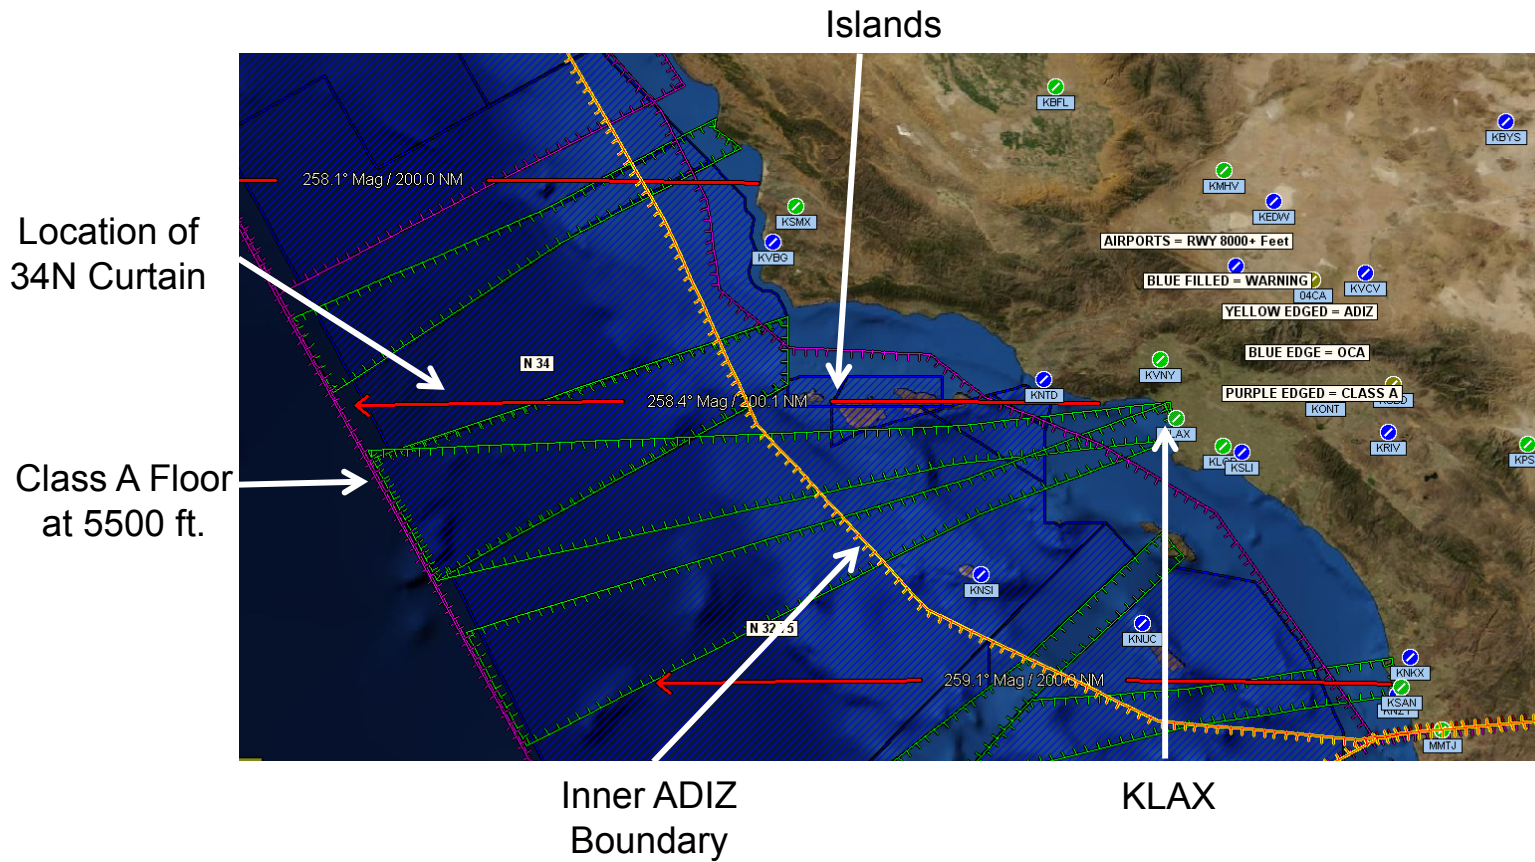 Islands
KBFL
KBYS
258.1° Mag / 200.0 NM
KMHV
KEDW
KSMX
Location of
34N Curtain
KVBG
AIRPORTS = RWY 8000+ Feet
BLUE FILLED = WARNING
04CA
KVCV
YELLOW EDGED = ADIZ
N 34
BLUE EDGE = OCA
KVNY
KNTD
PURPLE EDGED = CLASS A
258.4° Mag / 200.1 NM
KONT
KRIV
KSLI
KPS
Class A Floor
at 5500 ft.
KNSI
KNUC
KNKX
259.1° Mag / 200.
NM
KSAN
MMTJ
Inner ADIZ
Boundary
KLAX